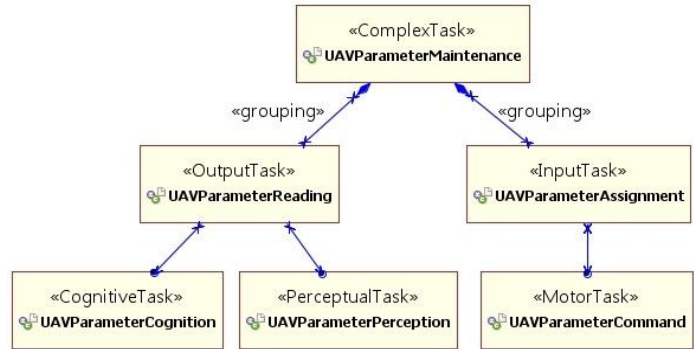 «ComplexTask»
UAVParameterMaintenance
«grouping»
«grouping»
«OutputTask»
UAVParameterReading
«InputTask»
UAVParameterAssignment
«CognitiveTask»
UAVParameterCognition
«PerceptualTask»
UAVParameterPerception
«MotorTask»
UAVParameterCommand